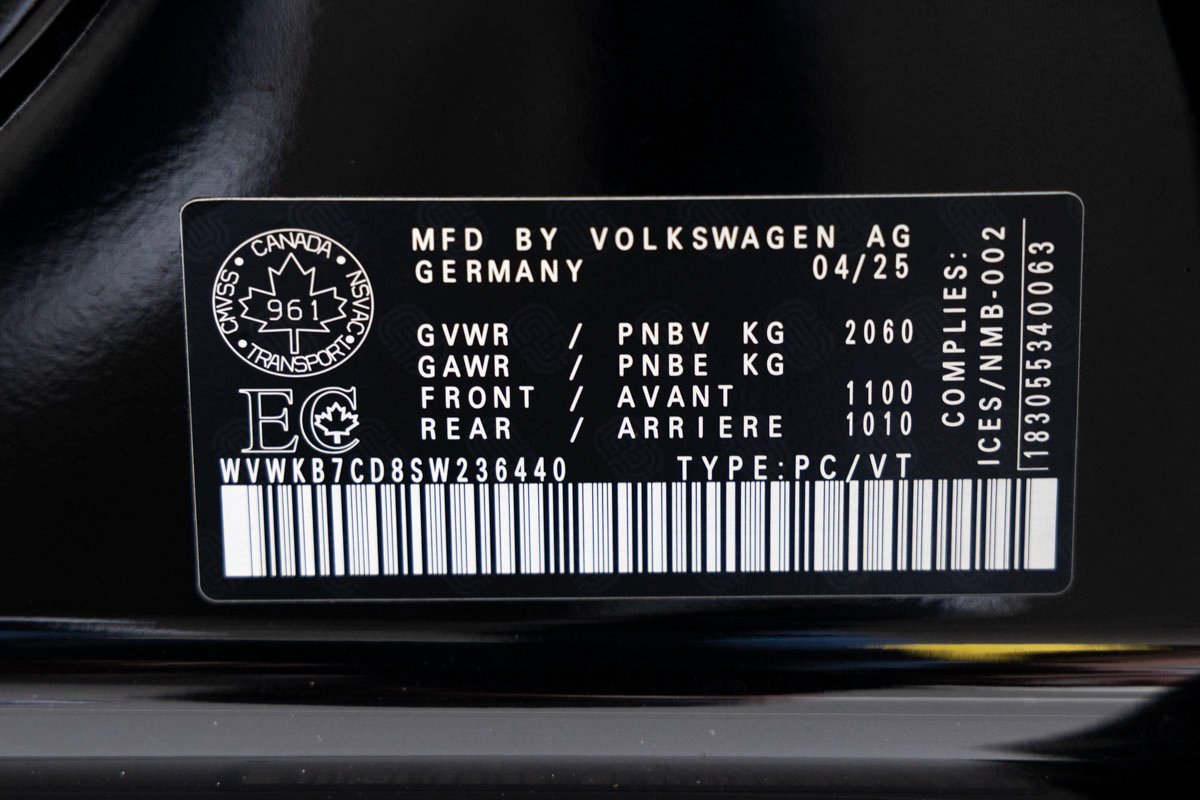 CANADA
CMVSS
961
NSVAC
TRANSPORT
EC
MFD BY VOLKSWAGEN AG
GERMANY 04/25
GVWR / PNBV KG 2060
GAWR / PNBE KG
FRONT / AVANT 1100
REAR / ARRIERE 1010
WVWKB7CD8SW236440 TYPE:PC/VT
COMPLIES:
ICES/NMB-002
183055340063